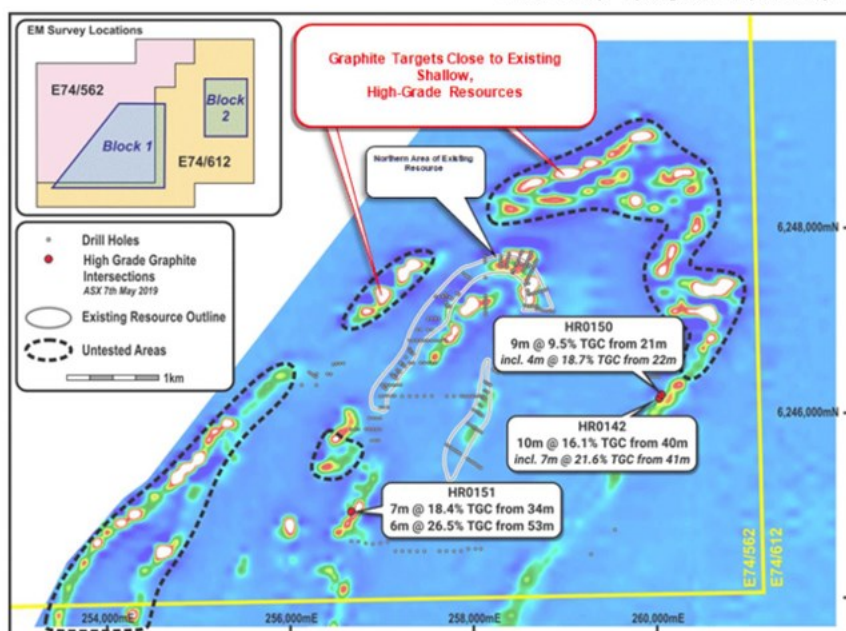 EM Survey Locations
E74/562
Block 1
Block 2
E74/612
Graphite Targets Close to Existing
Shallow,
High-Grade Resources
Northern Area of Existing
Resource
Drill Holes
High Grade Graphite
Intersections
ASX 7th May 2019
Existing Resource Outline
Untested Areas
1km
6,248,000mN
HR0150
9m @ 9.5% TGC from 21m
incl. 4m @ 18.7% TGC from 22m
6,246,000mN
HR0142
10m @ 16.1% TGC from 40m
incl. 7m @ 21.6% TGC from 41m
HR0151
7m @ 18.4% TGC from 34m
6m @ 26.5% TGC from 53m
E74/562
E74/612
254,000mE
256,000mE
258,000mE
260,000mE